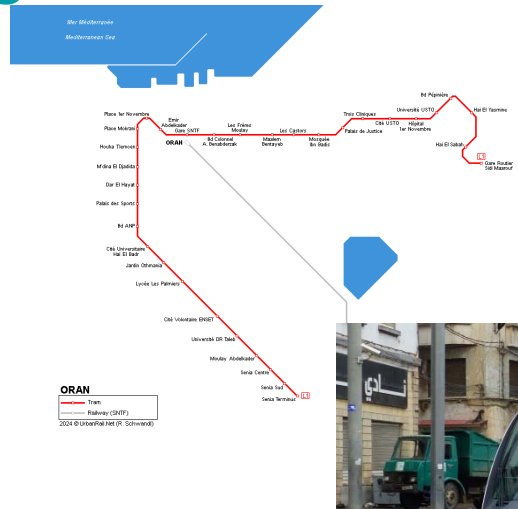 Mer Méditerranée
Mediterranean Sea
Bd Pépinière
Université USTO
Hai El Yasmine
Trois Cliniques
Cité USTO
Hôpital
1er Novembre
Palais de Justice
Hai El Sabah
L1
Gare Routier
Sidi Maarouf
Place 1er Novembre
Emir
Abdelkader
Place Mokrani
Gare SNTF
Les Frères
Moulay
Les Castors
ORAN
Bd Colonel
A. Benabderzak
Maalem
Bentayeb
Mosquée
Ibn Badis
Houha Tlemcen
M'dina El Djadida
Dar El Hayat
Palais des Sports
Bd ANP
Cité Universitaire
Hai El Badr
Jardin Othmania
Lycée Les Palmiers
Cité Volontaire ENSET
Université DR Taleb
Moulay Abdelkader
Senia Centre
Senia Sud
Senia Terminus
L1
ORAN
Tram
Railway (SNTF)
2024 © UrbanRail.Net (R. Schwandl)
نادي